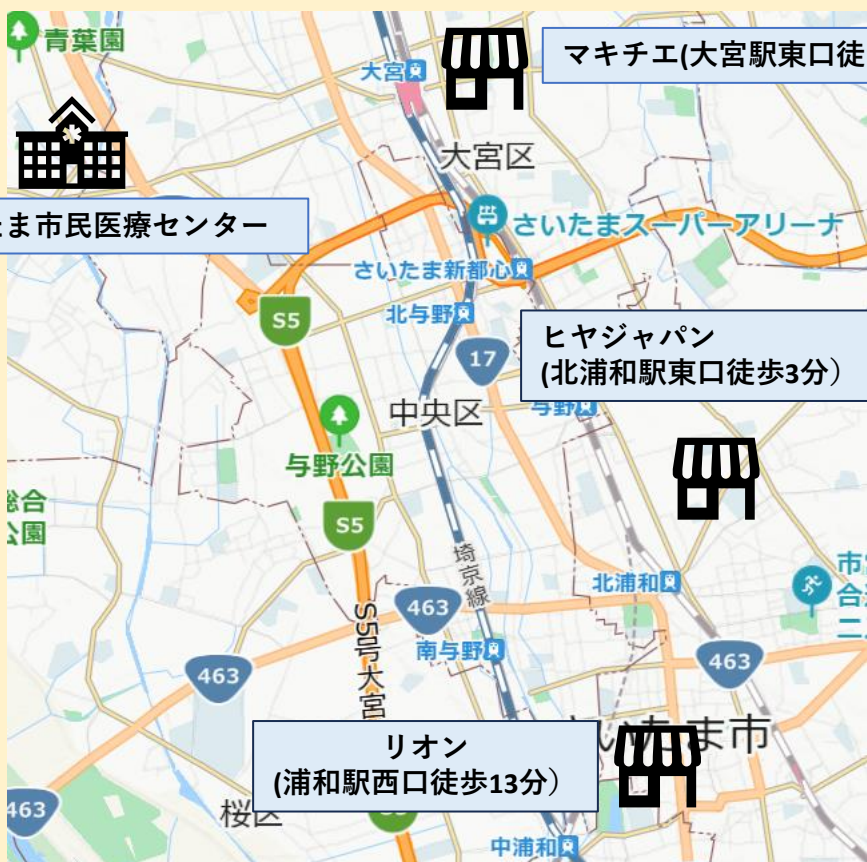 青葉園
大宮
マキチエ(大宮駅東口徒
大宮区
ま市民医療センター
さいたまスーパーアリーナ
さいたま新都心
北与野
S5
17
ヒヤジャパン
(北浦和駅東口徒歩3分)
与野
中央区
与野公園
総合
公園
S5
埼京線
北浦和
463
S5号大宮
南与野
463
463
リオン
(浦和駅西口徒歩13分)
いたま市
463
桜区
中浦和